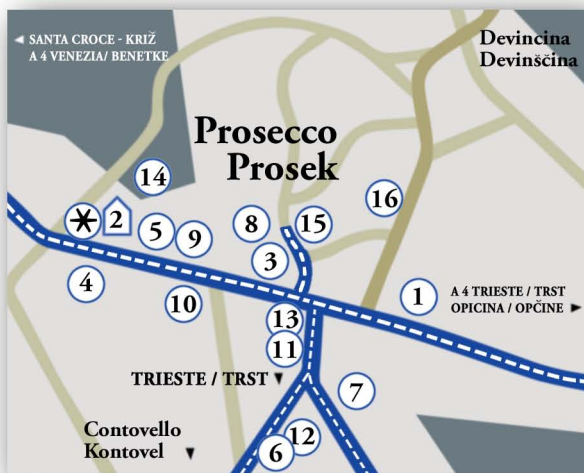 ◄ SANTA CROCE - KRIŽ
A 4 VENEZIA/ BENETKE
Devincina
Devinščina
Prosecco
Prosek
14
16
2
5
9
8
15
3
4
10
1
A 4 TRIESTE / TRST
OPICINA / OPČINE ►
13
11
TRIESTE / TRST ▼
7
Contovello
Kontovel ▼
12
6